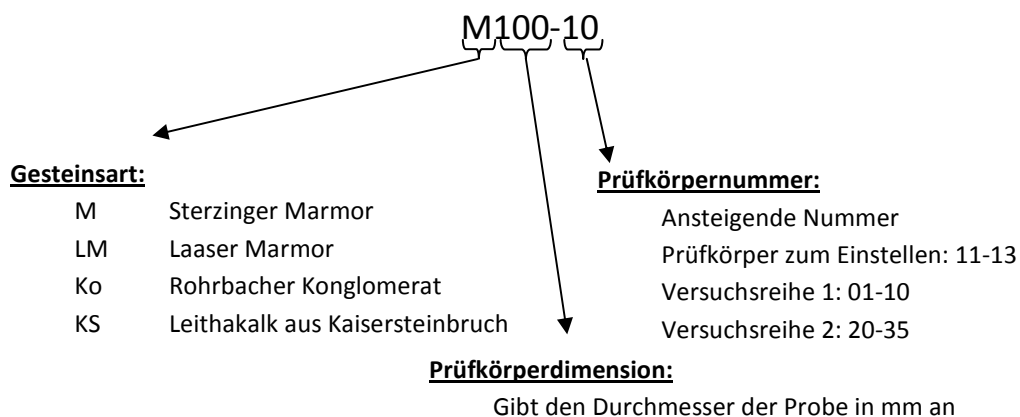 M100-10
Gesteinsart:
M Sterzinger Marmor
LM Laaser Marmor
Ko Rohrbacher Konglomerat
KS Leithakalk aus Kaisersteinbruch
Prüfkörpernummer:
Ansteigende Nummer
Prüfkörper zum Einstellen: 11-13
Versuchsreihe 1: 01-10
Versuchsreihe 2: 20-35
Prüfkörperdimension:
Gibt den Durchmesser der Probe in mm an